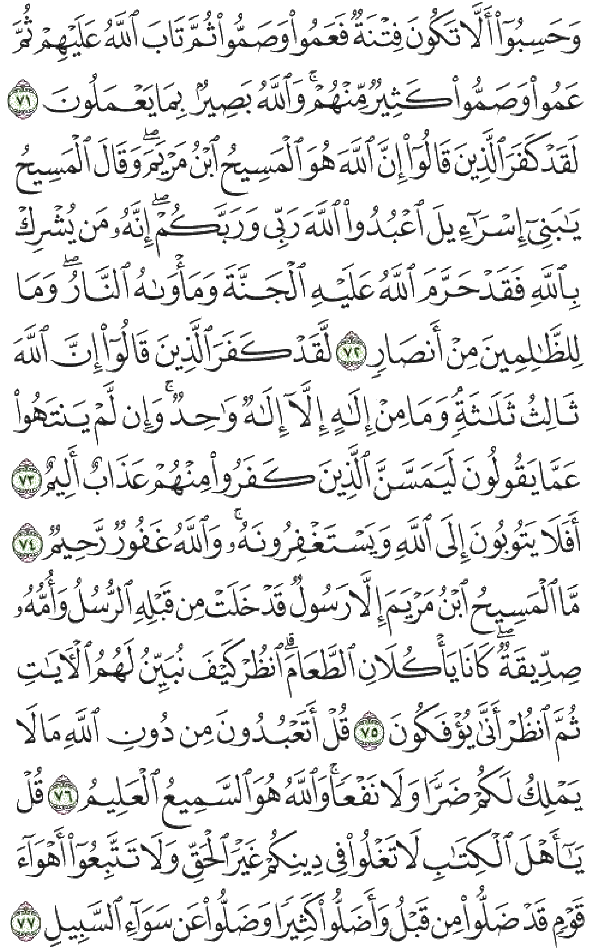 وَحَسِبُوٓا۟ أَلَّا تَكُونَ فِتْنَةٌ فَعَمُوا۟ وَصَمُّوا۟ ثُمَّ تَابَ ٱللَّهُ عَلَيْهِمْ ثُمَّ
عَمُوا۟ وَصَمُّوا۟ كَثِيرٌ مِّنْهُمْ ۚ وَٱللَّهُ بَصِيرٌۢ بِمَا يَعْمَلُونَ ٧١
لَقَدْ كَفَرَ ٱلَّذِينَ قَالُوٓا۟ إِنَّ ٱللَّهَ هُوَ ٱلْمَسِيحُ ٱبْنُ مَرْيَمَ ۖ وَقَالَ ٱلْمَسِيحُ
يَٰبَنِىٓ إِسْرَٰٓءِيلَ ٱعْبُدُوا۟ ٱللَّهَ رَبِّى وَرَبَّكُمْ ۖ إِنَّهُۥ مَن يُشْرِكْ
بِٱللَّهِ فَقَدْ حَرَّمَ ٱللَّهُ عَلَيْهِ ٱلْجَنَّةَ وَمَأْوَىٰهُ ٱلنَّارُ ۖ وَمَا
لِلظَّٰلِمِينَ مِنْ أَنصَارٍ ٧٢ لَّقَدْ كَفَرَ ٱلَّذِينَ قَالُوٓا۟ إِنَّ ٱللَّهَ
ثَالِثُ ثَلَٰثَةٍ ۘ وَمَا مِنْ إِلَٰهٍ إِلَّآ إِلَٰهٌ وَٰحِدٌ ۚ وَإِن لَّمْ يَنتَهُوا۟
عَمَّا يَقُولُونَ لَيَمَسَّنَّ ٱلَّذِينَ كَفَرُوا۟ مِنْهُمْ عَذَابٌ أَلِيمٌ ٧٣
أَفَلَا يَتُوبُونَ إِلَى ٱللَّهِ وَيَسْتَغْفِرُونَهُۥ ۚ وَٱللَّهُ غَفُورٌ رَّحِيمٌ ٧٤
مَّا ٱلْمَسِيحُ ٱبْنُ مَرْيَمَ إِلَّا رَسُولٌ قَدْ خَلَتْ مِن قَبْلِهِ ٱلرُّسُلُ وَأُمُّهُۥ
صِدِّيقَةٌ ۖ كَانَا يَأْكُلَانِ ٱلطَّعَامَ ۗ ٱنظُرْ كَيْفَ نُبَيِّنُ لَهُمُ ٱلْءَايَٰتِ
ثُمَّ ٱنظُرْ أَنَّىٰ يُؤْفَكُونَ ٧٥ قُلْ أَتَعْبُدُونَ مِن دُونِ ٱللَّهِ مَا لَا
يَمْلِكُ لَكُمْ ضَرًّا وَلَا نَفْعًا ۚ وَٱللَّهُ هُوَ ٱلسَّمِيعُ ٱلْعَلِيمُ ٧٦ قُلْ
يَٰٓأَهْلَ ٱلْكِتَٰبِ لَا تَغْلُوا۟ فِى دِينِكُمْ غَيْرَ ٱلْحَقِّ وَلَا تَتَّبِعُوٓا۟ أَهْوَآءَ
قَوْمٍ قَدْ ضَلُّوا۟ مِن قَبْلُ وَأَضَلُّوا۟ كَثِيرًا وَضَلُّوا۟ عَن سَوَآءِ ٱلسَّبِيلِ ٧٧